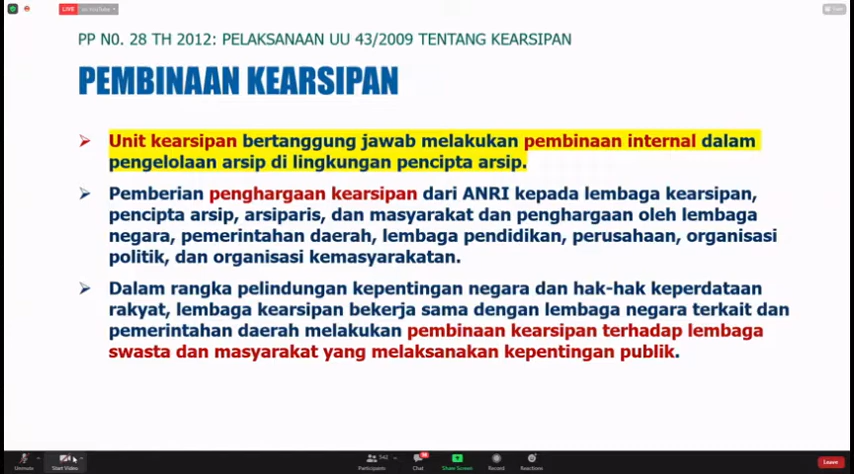 LIVE on YouTube
View
PP N0. 28 TH 2012: PELAKSANAAN UU 43/2009 TENTANG KEARSIPAN
PEMBINAAN KEARSIPAN
Unit kearsipan bertanggung jawab melakukan pembinaan internal dalam
pengelolaan arsip di lingkungan pencipta arsip.
Pemberian penghargaan kearsipan dari ANRI kepada lembaga kearsipan,
pencipta arsip, arsiparis, dan masyarakat dan penghargaan oleh lembaga
negara, pemerintahan daerah, lembaga pendidikan, perusahaan, organisasi
politik, dan organisasi kemasyarakatan.
Dalam rangka pelindungan kepentingan negara dan hak-hak keperdataan
rakyat, lembaga kearsipan bekerja sama dengan lembaga negara terkait dan
pemerintahan daerah melakukan pembinaan kearsipan terhadap lembaga
swasta dan masyarakat yang melaksanakan kepentingan publik.
Unmute
Start Video
Participants
Chat
Share Screen
Record
Reactions
Leave